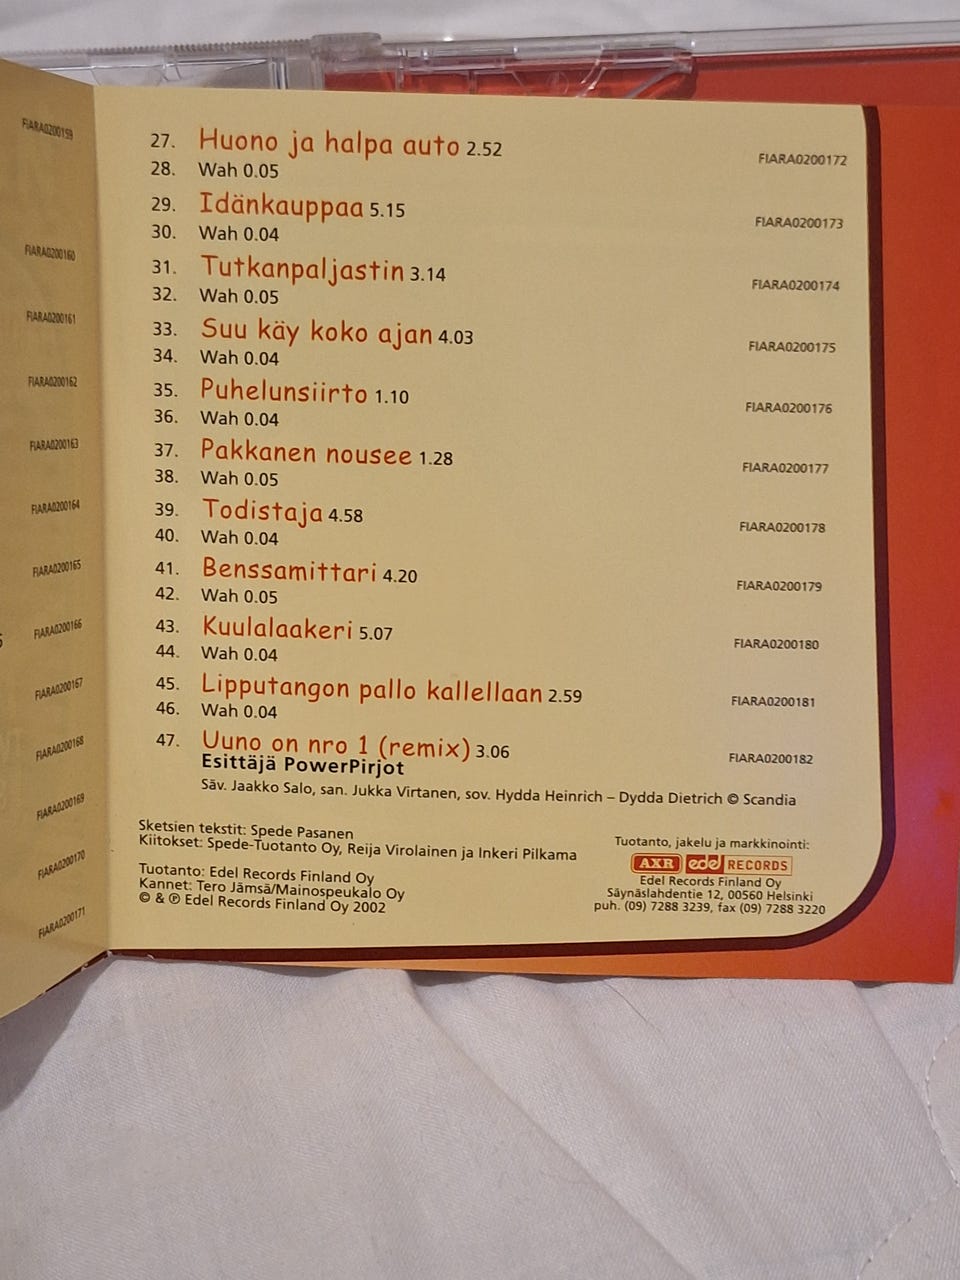 FIARA0200159
FIARA0200160
FIARA0200161
FIARA0200162
FIARA0200163
FIARA0200164
FIARA0200165
FIARA0200166
FIARA0200167
FIARA0200168
FIARA0200169
FIARA0200170
FIARA0200171
27. Huono ja halpa auto 2.52 FIARA0200172
28. Wah 0.05
29. Idänkauppaa 5.15 FIARA0200173
30. Wah 0.04
31. Tutkanpaljastin 3.14 FIARA0200174
32. Wah 0.05
33. Suu käy koko ajan 4.03 FIARA0200175
34. Wah 0.04
35. Puhelunsiirto 1.10 FIARA0200176
36. Wah 0.04
37. Pakkanen nousee 1.28 FIARA0200177
38. Wah 0.05
39. Todistaja 4.58 FIARA0200178
40. Wah 0.04
41. Benssamittari 4.20 FIARA0200179
42. Wah 0.05
43. Kuulalaakeri 5.07 FIARA0200180
44. Wah 0.04
45. Lipputangon pallo kallellaan 2.59 FIARA0200181
46. Wah 0.04
47. Uuno on nro 1 (remix) 3.06 FIARA0200182
Esittäjä PowerPirjot
Säv. Jaakko Salo, san. Jukka Virtanen, sov. Hydda Heinrich – Dydda Dietrich © Scandia
Sketsien tekstit: Spede Pasanen
Kiitokset: Spede-Tuotanto Oy, Reija Virolainen ja Inkeri Pilkama
Tuotanto: Edel Records Finland Oy
Kannet: Tero Jämsä/Mainospeukalo Oy
© & ℗ Edel Records Finland Oy 2002
Tuotanto, jakelu ja markkinointi:
AXR edel RECORDS
Edel Records Finland Oy
Säynäslahdentie 12, 00560 Helsinki
puh. (09) 7288 3239, fax (09) 7288 3220